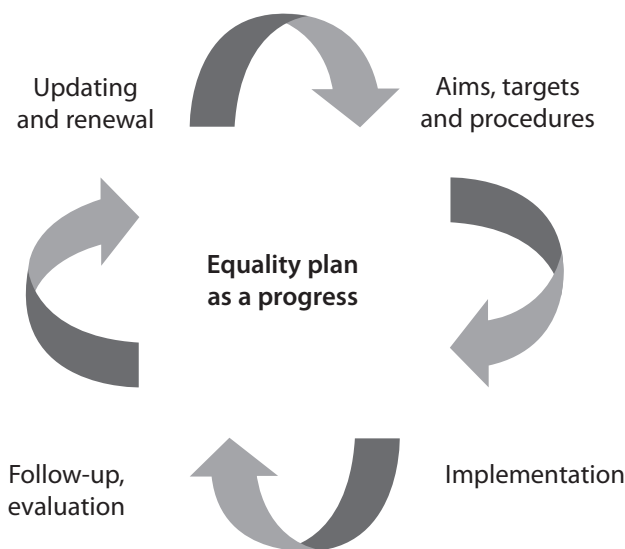 Updating
and renewal
Aims, targets
and procedures
Equality plan
as a progress
Follow-up,
evaluation
Implementation